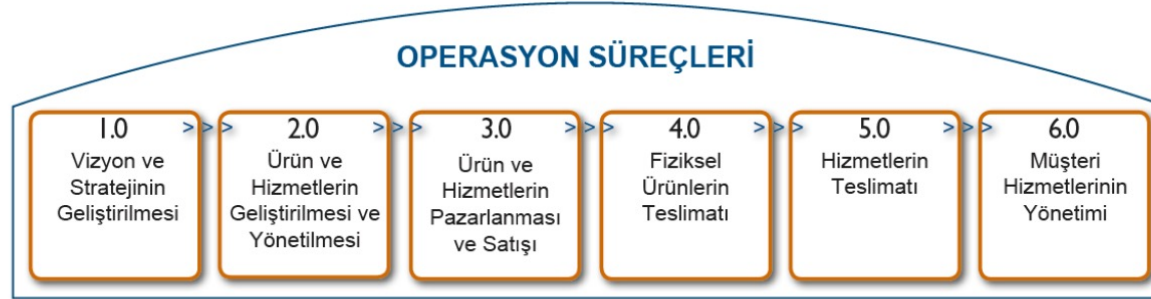 OPERASYON SÜREÇLERİ
1.0 >>>
Vizyon ve
Stratejinin
Geliştirilmesi
2.0 >>>
Ürün ve
Hizmetlerin
Geliştirilmesi ve
Yönetilmesi
3.0 >>>
Ürün ve
Hizmetlerin
Pazarlanması
ve Satışı
4.0 >>>
Fiziksel
Ürünlerin
Teslimatı
5.0 >>>
Hizmetlerin
Teslimatı
6.0
Müşteri
Hizmetlerinin
Yönetimi